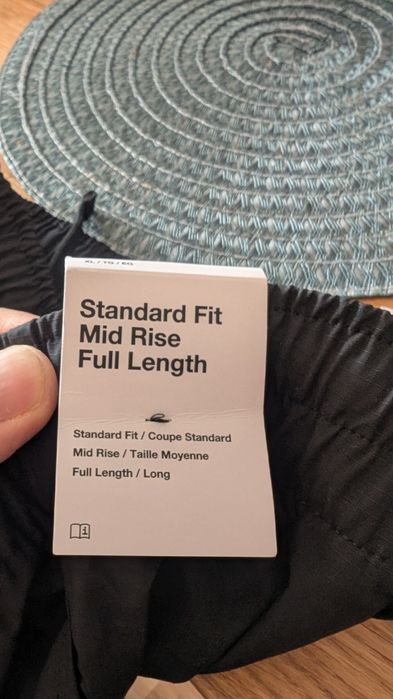 XL / TG / EG
Standard Fit
Mid Rise
Full Length
Standard Fit / Coupe Standard
Mid Rise / Taille Moyenne
Full Length / Long